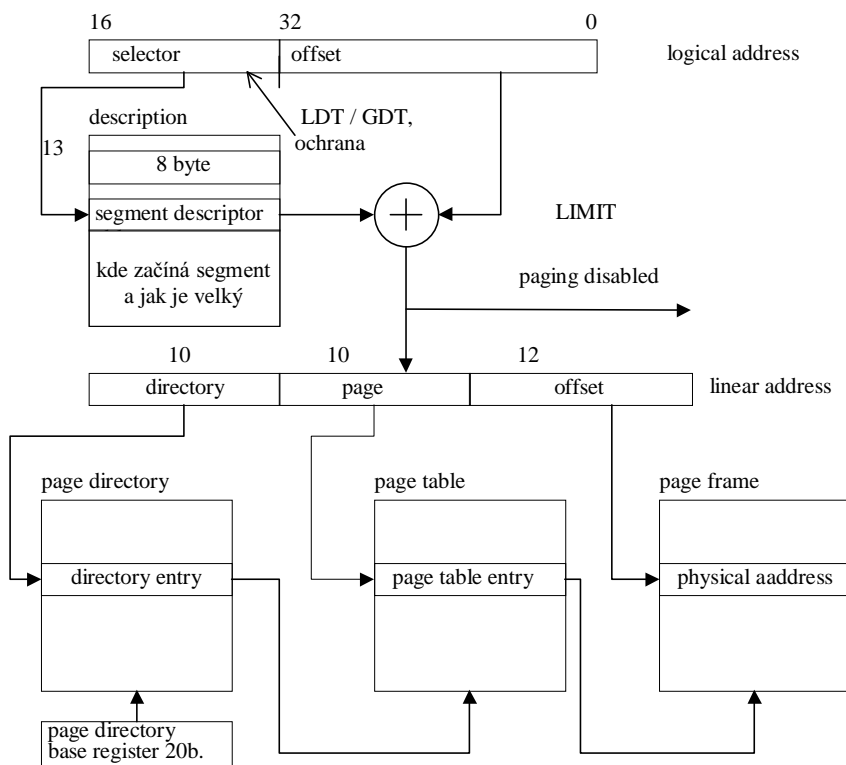 16
32
0
selector
offset
logical address
description
LDT / GDT,
ochrana
13
8 byte
segment descriptor
LIMIT
kde začíná segment
a jak je velký
paging disabled
10
10
12
directory
page
offset
linear address
page directory
page table
page frame
directory entry
page table entry
physical aaddress
page directory
base register 20b.